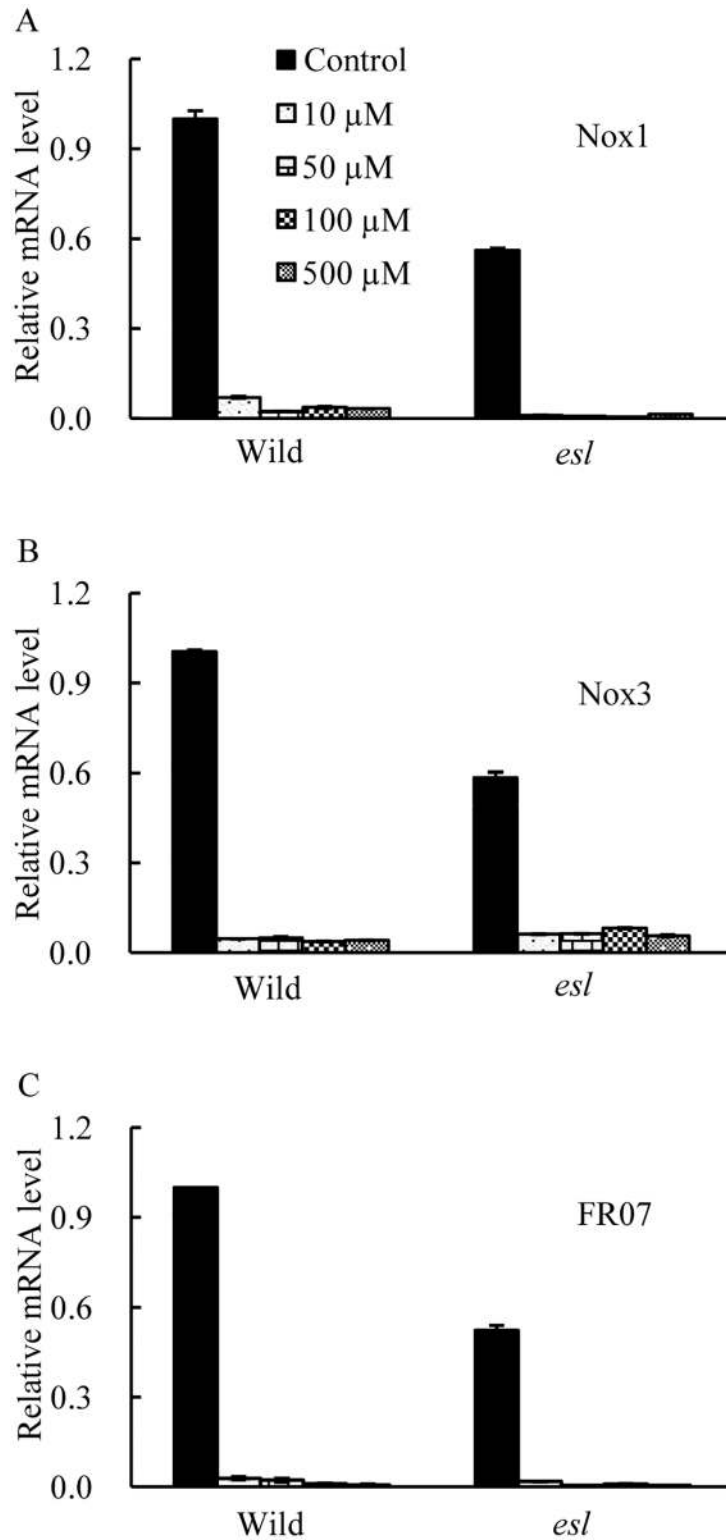 A
Relative mRNA level
1.2
0.9
0.6
0.3
0.0
Control
10 µM
50 µM
100 µM
500 µM
Nox1
Wild
esl
B
Relative mRNA level
1.2
0.9
0.6
0.3
0.0
Nox3
Wild
esl
C
Relative mRNA level
1.2
0.9
0.6
0.3
0.0
FR07
Wild
esl